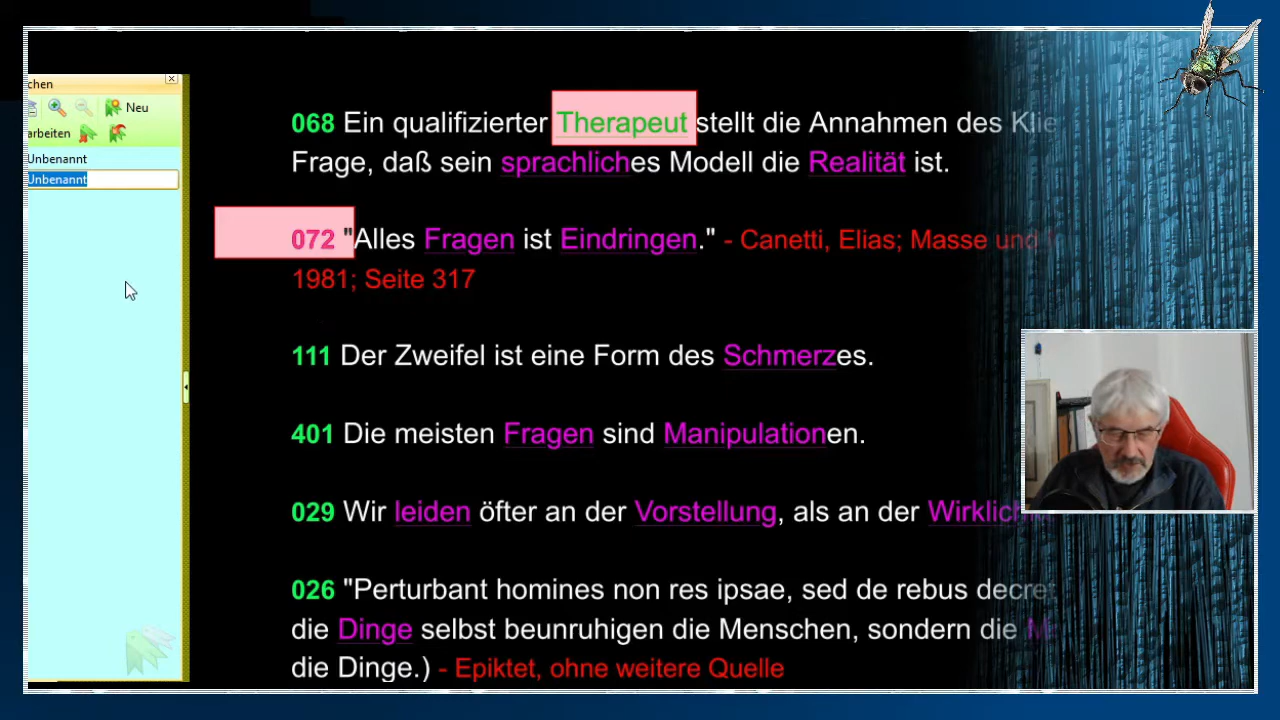 chen
Neu
arbeiten
Unbenannt
Unbenannt
068 Ein qualifizierter Therapeut stellt die Annahmen des
Frage, daß sein sprachliches Modell die Realität ist.
072 "Alles Fragen ist Eindringen." - Canetti, Elias; Masse und
1981; Seite 317
111 Der Zweifel ist eine Form des Schmerzes.
401 Die meisten Fragen sind Manipulationen.
029 Wir leiden öfter an der Vorstellung, als an der
026 "Perturbant homines non res ipsae, sed de rebus
die Dinge selbst beunruhigen die Menschen, sondern die
die Dinge.) - Epiktet, ohne weitere Quelle